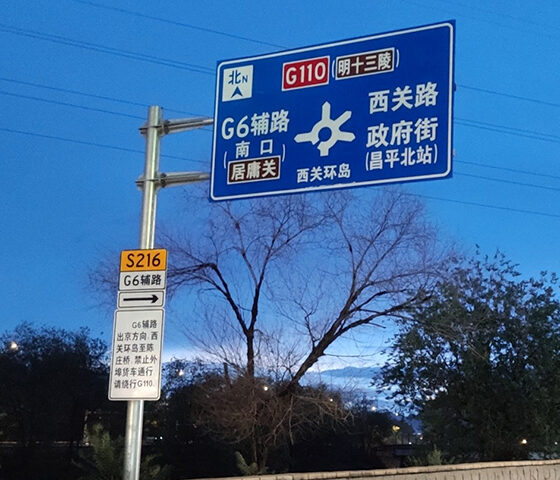 北N
G110 (明十三陵)
G6辅路
(南口)
居庸关
西关路
政府街
(昌平北站)
西关环岛
S216
G6辅路
G6辅路
出京方向,西
关环岛至陈
庄桥,禁止外
埠货车通行
请绕行G110.